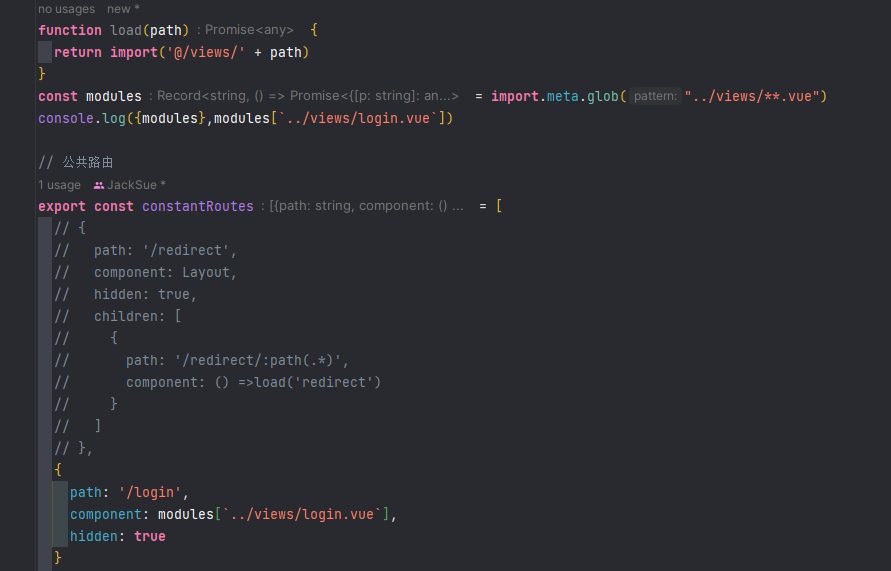 no usages   new *
function load(path) : Promise<any>  {
  return import('@/views/' + path)
}
const modules : Record<string, () => Promise<{[p: string]: an...>  = import.meta.glob( pattern: "../views/**.vue")
console.log({modules},modules[`../views/login.vue`])
// 公共路由
1 usage   JackSue *
export const constantRoutes : [{path: string, component: () ...  = [
  // {
  //   path: '/redirect',
  //   component: Layout,
  //   hidden: true,
  //   children: [
  //     {
  //       path: '/redirect/:path(.*)',
  //       component: () =>load('redirect')
  //     }
  //   ]
  // },
  {
    path: '/login',
    component: modules[`../views/login.vue`],
    hidden: true
  }